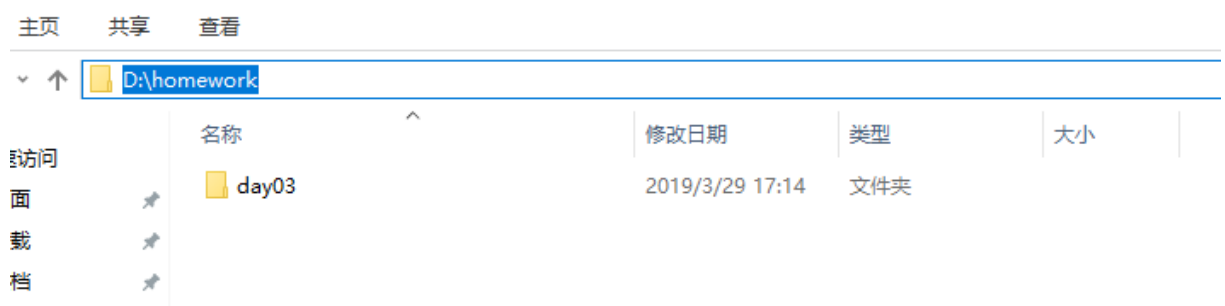 主页 共享 查看
D:\homework
名称 修改日期 类型 大小
访问
day03 2019/3/29 17:14 文件夹
面
载
档